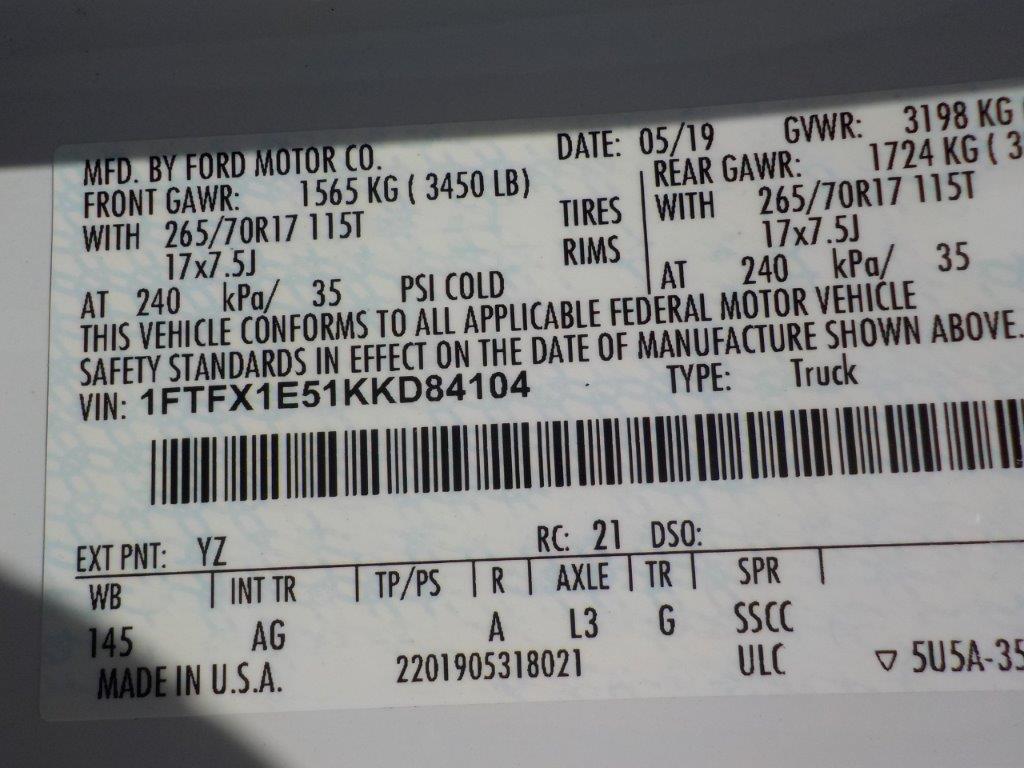 MFD. BY FORD MOTOR CO. DATE: 05/19 GVWR: 3198 KG
FRONT GAWR: 1565 KG ( 3450 LB) REAR GAWR: 1724 KG ( 3
WITH 265/70R17 115T TIRES WITH 265/70R17 115T
17x7.5J RIMS 17x7.5J
AT 240 kPa/ 35 PSI COLD AT 240 kPa/ 35
THIS VEHICLE CONFORMS TO ALL APPLICABLE FEDERAL MOTOR VEHICLE
SAFETY STANDARDS IN EFFECT ON THE DATE OF MANUFACTURE SHOWN ABOVE.
VIN: 1FTFX1E51KKD84104 TYPE: Truck
EXT PNT: YZ RC: 21 DSO:
WB INT TR TP/PS R AXLE TR SPR
145 AG A L3 G SSCC
MADE IN U.S.A. 2201905318021 ULC ▽ 5U5A-35